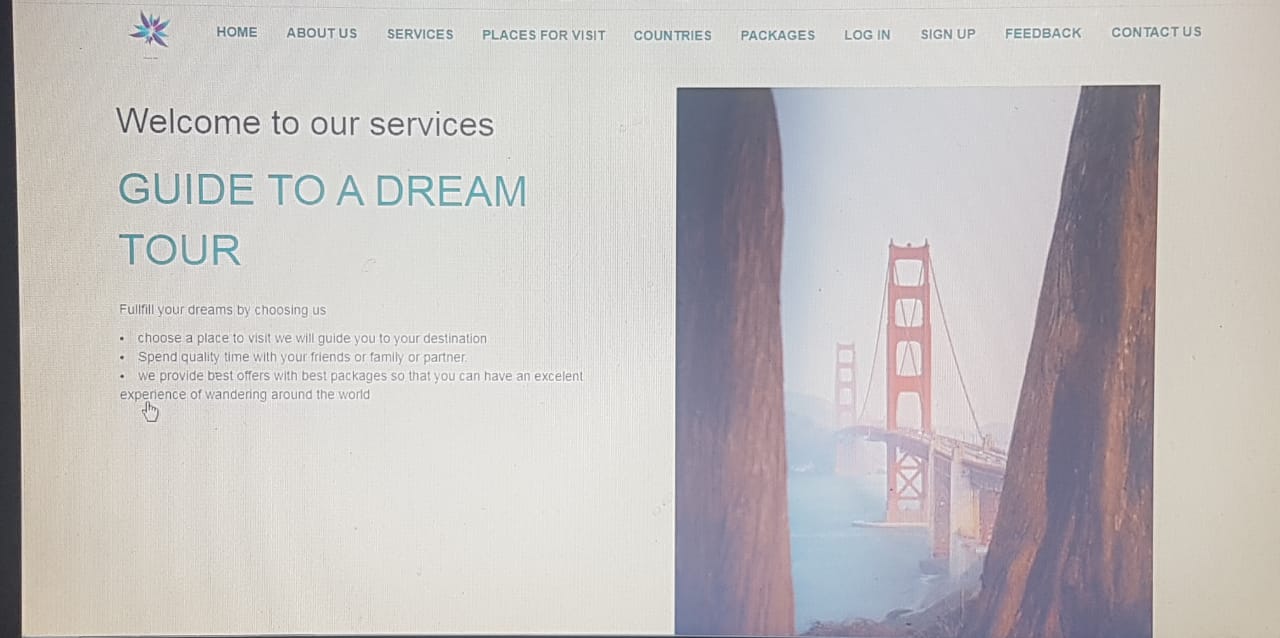 HOME ABOUT US SERVICES PLACES FOR VISIT COUNTRIES PACKAGES LOG IN SIGN UP FEEDBACK CONTACT US
Welcome to our services
GUIDE TO A DREAM
TOUR
Fullfill your dreams by choosing us
• choose a place to visit we will guide you to your destination
• Spend quality time with your friends or family or partner.
• we provide best offers with best packages so that you can have an excelent
experience of wandering around the world